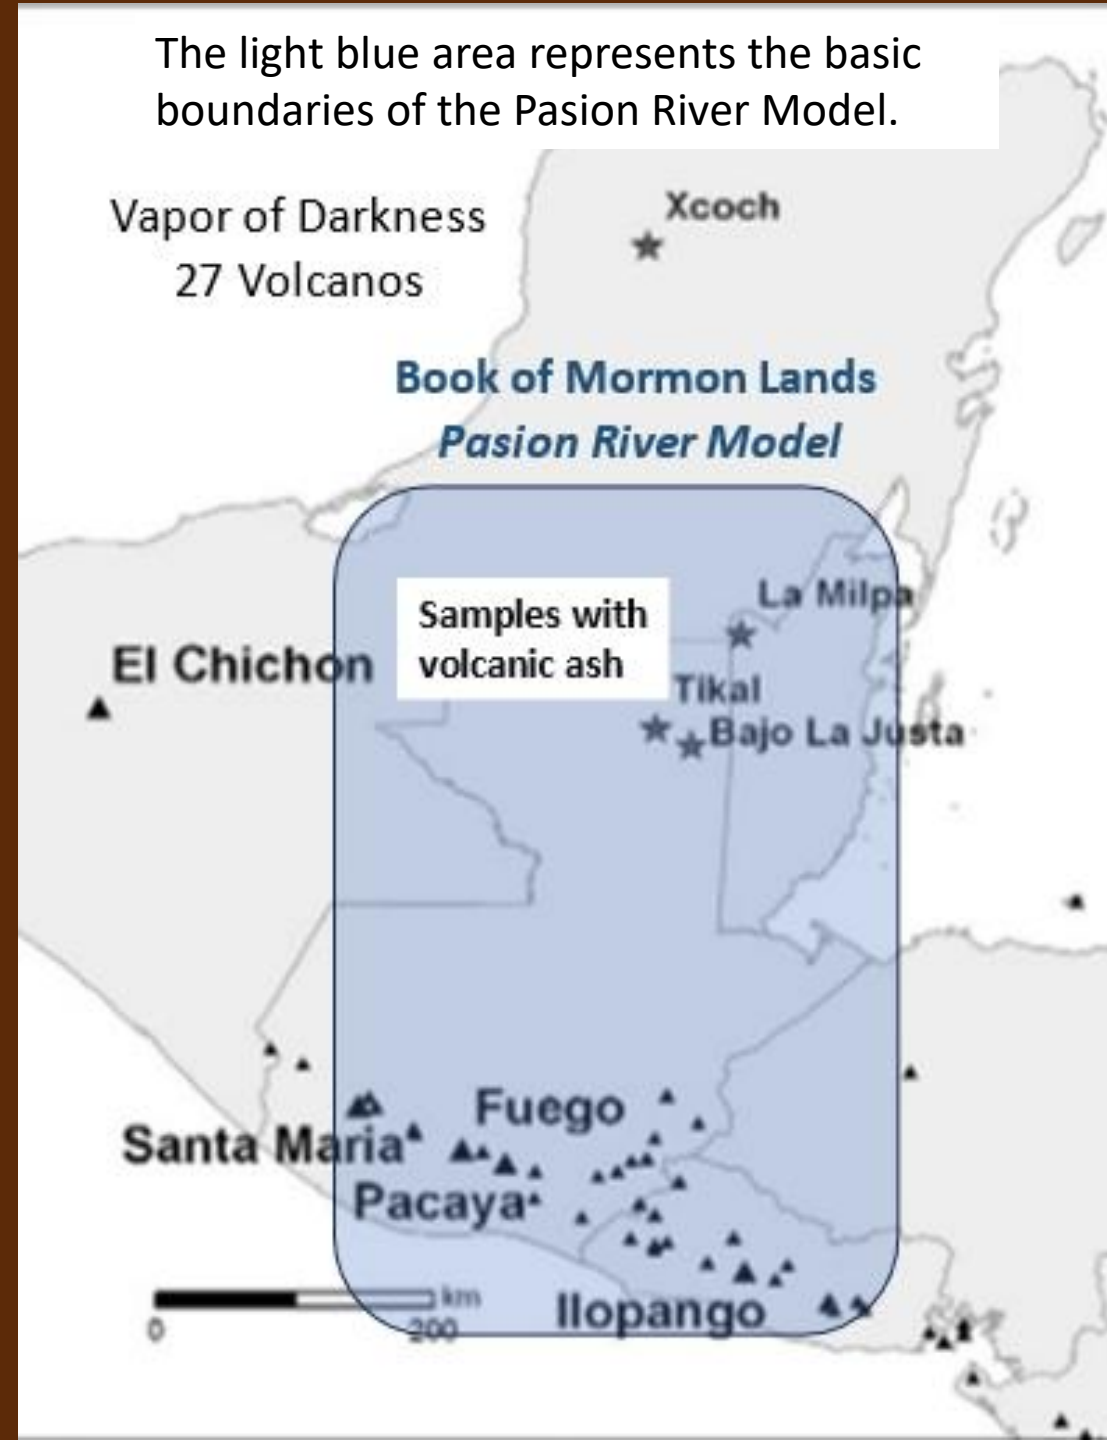 The light blue area represents the basic
boundaries of the Pasion River Model.
Vapor of Darkness
27 Volcanos
Xcoch
Book of Mormon Lands
Pasion River Model
Samples with
volcanic ash
La Milpa
El Chichon
Tikal
Bajo La Justa
Fuego
Santa Maria
Pacaya
Ilopango
km
0
200